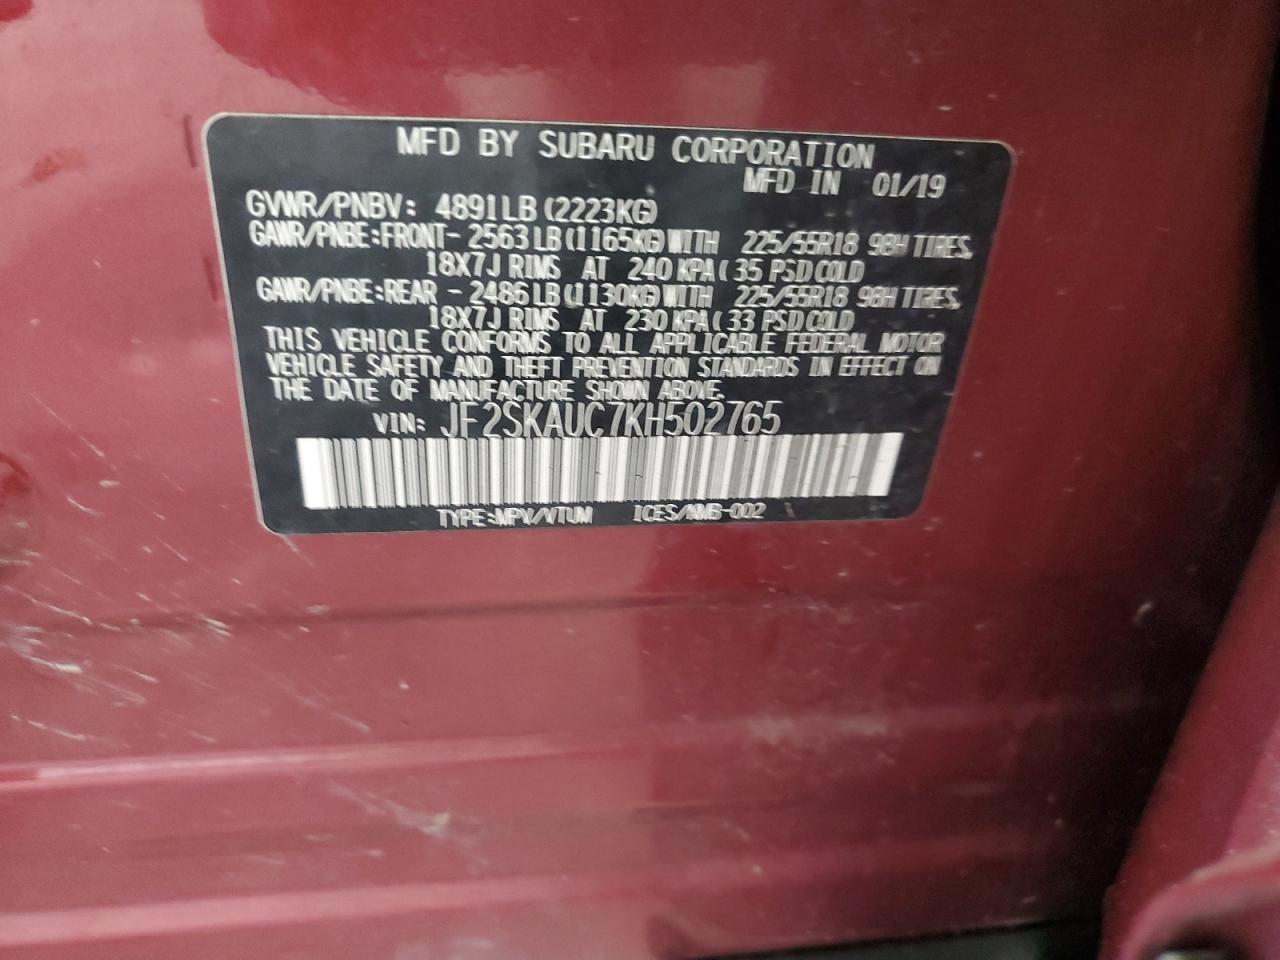 MFD BY SUBARU CORPORATION
MFD IN 01/19
GVWR/PNBV: 4891LB(2223KG)
GAWR/PNBE:FRONT- 2563LB(1165KG)WITH 225/55R18 98H TIRES,
18X7J RIMS AT 240 KPA(35 PSI)COLD
GAWR/PNBE:REAR - 2486LB(1130KG)WITH 225/55R18 98H TIRES,
18X7J RIMS AT 230 KPA(33 PSI)COLD
THIS VEHICLE CONFORMS TO ALL APPLICABLE FEDERAL MOTOR
VEHICLE SAFETY AND THEFT PREVENTION STANDARDS IN EFFECT ON
THE DATE OF MANUFACTURE SHOWN ABOVE.
VIN: JF2SKAUC7KH502765
TYPE:MPV/VTUM ICES/NMB-002